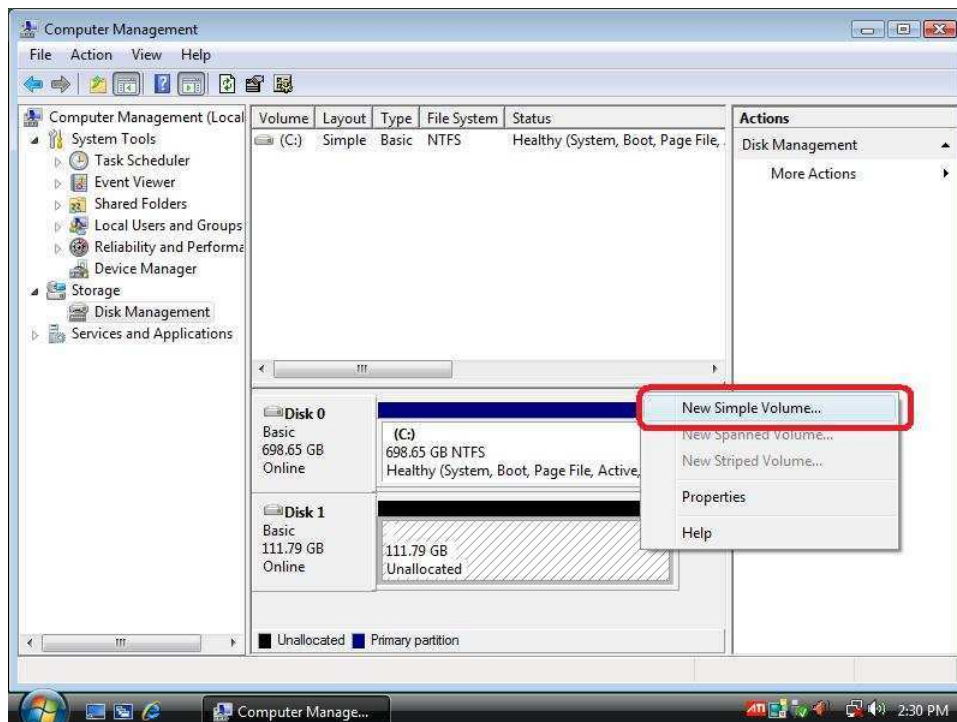 Computer Management
File Action View Help
Computer Management (Local
System Tools
Task Scheduler
Event Viewer
Shared Folders
Local Users and Groups
Reliability and Performa
Device Manager
Storage
Disk Management
Services and Applications
Volume Layout Type File System Status
(C:) Simple Basic NTFS Healthy (System, Boot, Page File,
Actions
Disk Management
More Actions
Disk 0
Basic
698.65 GB
Online
(C:)
698.65 GB NTFS
Healthy (System, Boot, Page File, Active,
Disk 1
Basic
111.79 GB
Online
111.79 GB
Unallocated
New Simple Volume...
New Spanned Volume...
New Striped Volume...
Properties
Help
Unallocated Primary partition
Computer Manage...
ATI
2:30 PM